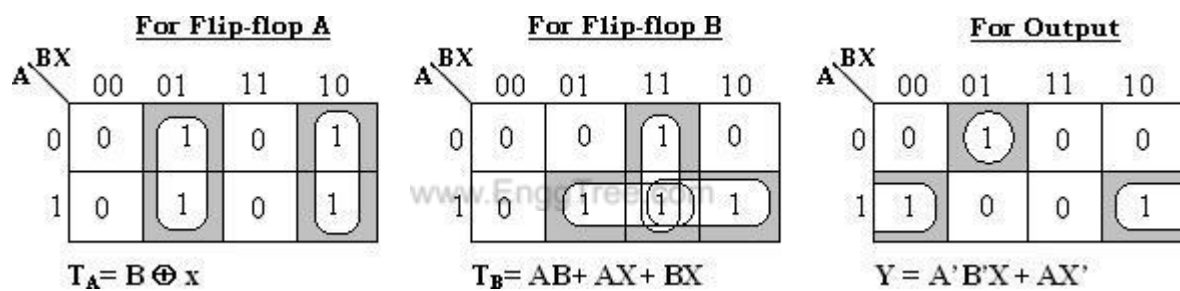 For Flip-flop A
BX
A
00 01 11 10
0 0 1 0 1
1 0 1 0 1
T_A= B ⊕ x
For Flip-flop B
BX
A
00 01 11 10
0 0 0 1 0
1 0 1 1 1
T_B= AB+ AX + BX
For Output
BX
A
00 01 11 10
0 0 1 0 0
1 1 0 0 1
Y = A'B'X + AX'
www.EnggTree.com